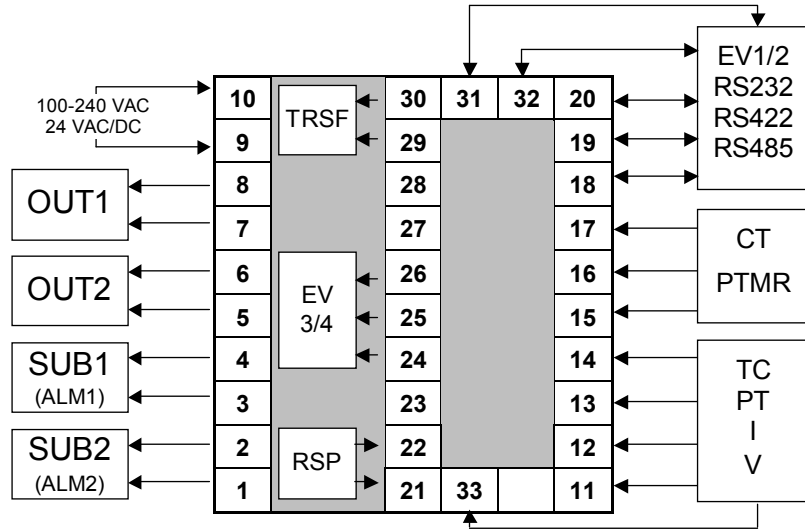 100-240 VAC
24 VAC/DC
OUT1
OUT2
SUB1
(ALM1)
SUB2
(ALM2)
10
9
8
7
6
5
4
3
2
1
TRSF
EV
3/4
RSP
30
29
28
27
26
25
24
23
22
21
31
32
33
20
19
18
17
16
15
14
13
12
11
EV1/2
RS232
RS422
RS485
CT
PTMR
TC
PT
I
V